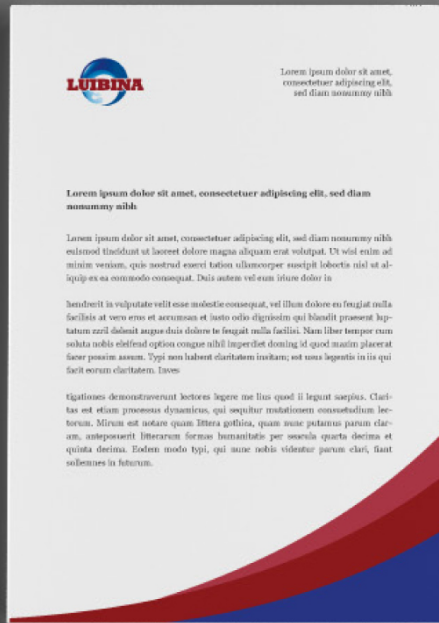 LUIBINA
Lorem ipsum dolor sit amet,
consectetuer adipiscing elit,
sed diam nonummy nibh
Lorem ipsum dolor sit amet, consectetuer adipiscing elit, sed diam
nonummy nibh
Lorem ipsum dolor sit amet, consectetuer adipiscing elit, sed diam nonummy nibh
euismod tincidunt ut laoreet dolore magna aliquam erat volutpat. Ut wisi enim ad
minim veniam, quis nostrud exerci tation ullamcorper suscipit lobortis nisl ut al-
iquip ex ea commodo consequat. Duis autem vel eum iriure dolor in
hendrerit in vulputate velit esse molestie consequat, vel illum dolore eu feugiat nulla
facilisis at vero eros et accumsan et iusto odio dignissim qui blandit praesent lup-
tatum zzril delenit augue duis dolore te feugait nulla facilisi. Nam liber tempor cum
soluta nobis eleifend option congue nihil imperdiet doming id quod mazim placerat
facer possim assum. Typi non habent claritatem insitam; est usus legentis in iis qui
facit eorum claritatem. Inves
tigationes demonstraverunt lectores legere me lius quod ii legunt saepius. Clari-
tas est etiam processus dynamicus, qui sequitur mutationem consuetudium lec-
torum. Mirum est notare quam littera gothica, quam nunc putamus parum clar-
am, anteposuerit litterarum formas humanitatis per seacula quarta decima et
quinta decima. Eodem modo typi, qui nunc nobis videntur parum clari, fiant
sollemnes in futurum.